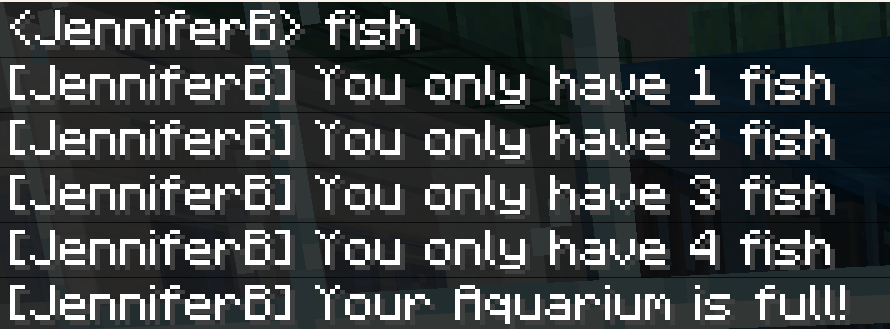 <JenniferB> fish
[JenniferB] You only have 1 fish
[JenniferB] You only have 2 fish
[JenniferB] You only have 3 fish
[JenniferB] You only have 4 fish
[JenniferB] Your Aquarium is full!